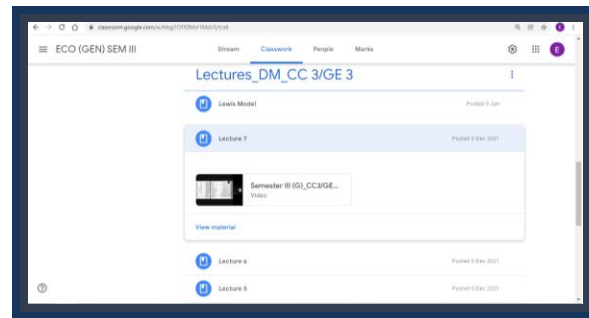 ECO (GEN) SEM III
Stream Classwork People Marks
E
E
Lectures_DM_CC 3/GE 3
Lewis Model Posted 5 Jan
Lecture 7 Posted 9 Dec 2021
Semester III (G)_CC3/GE...
Video
View material
Lecture 6 Posted 9 Dec 2021
Lecture 5 Posted 9 Dec 2021